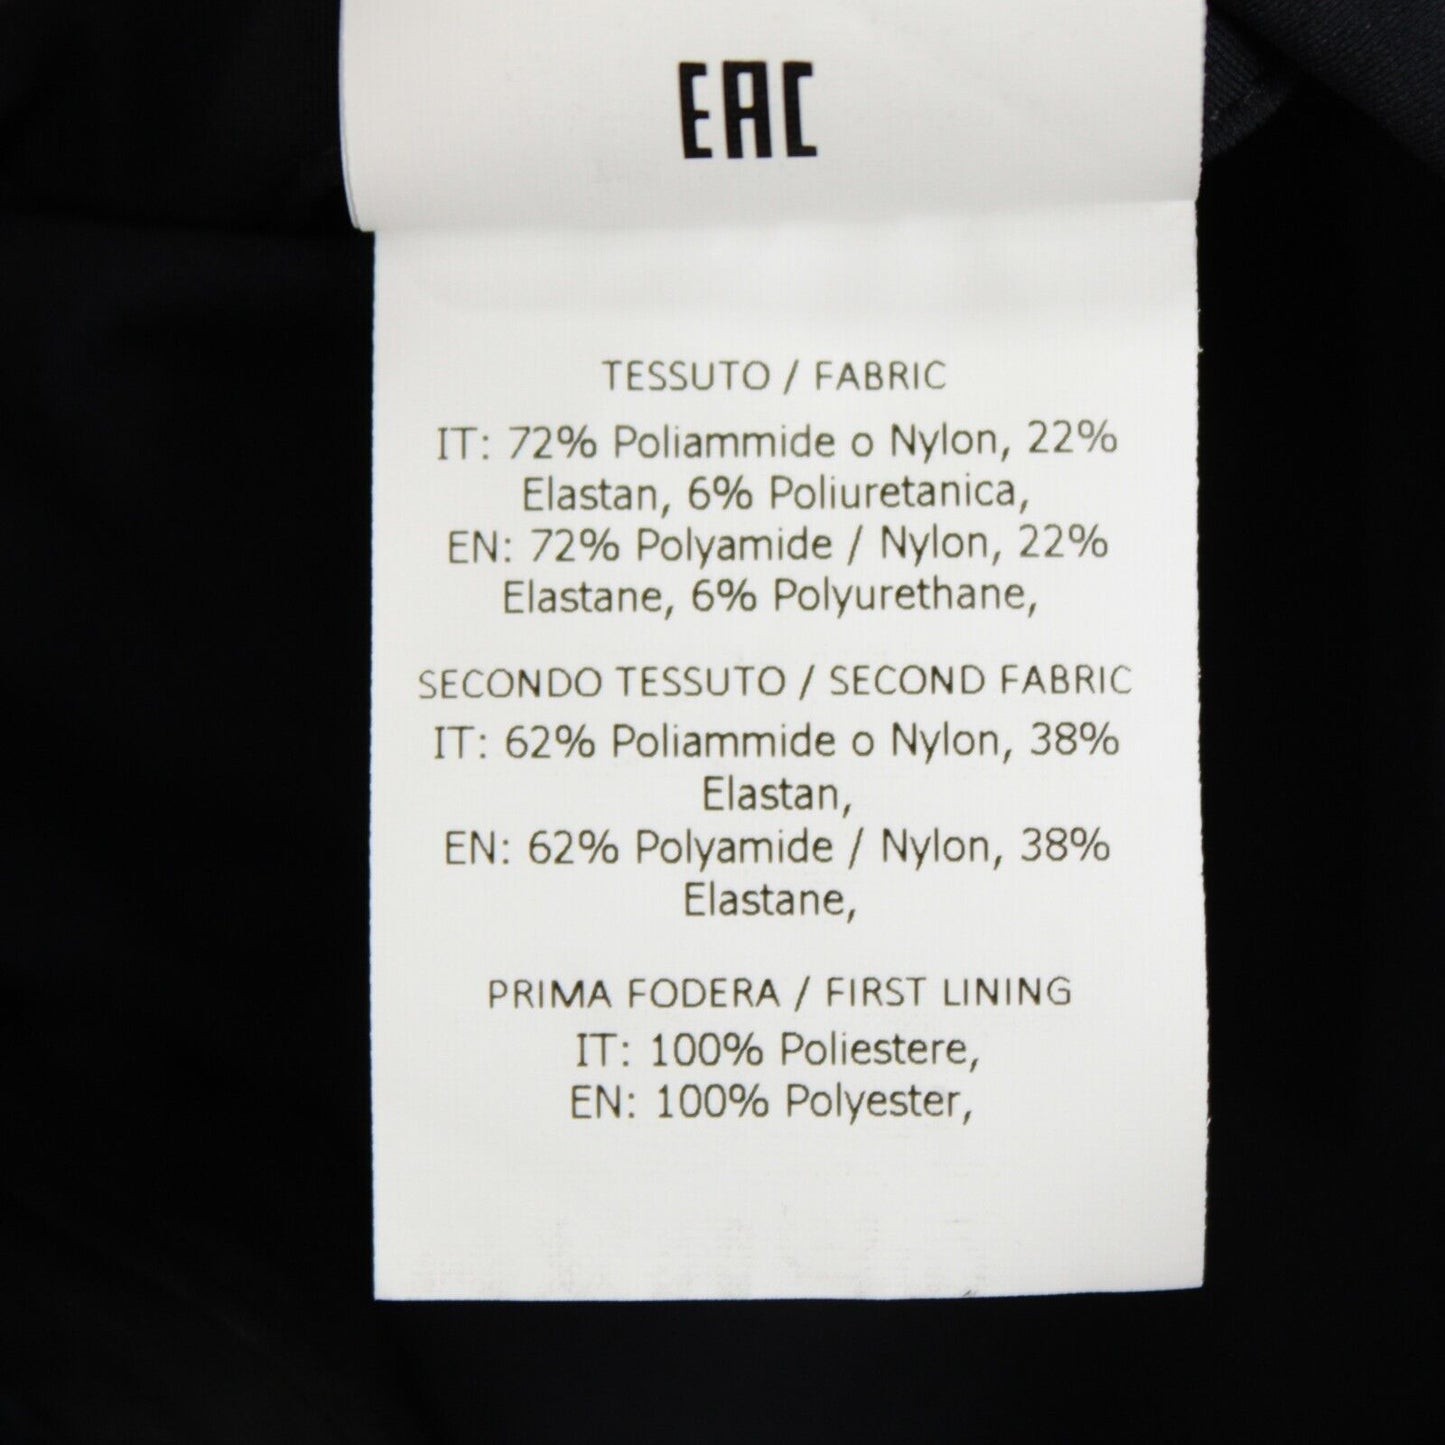 EAC
TESSUTO / FABRIC
IT: 72% Poliammide o Nylon, 22%
Elastan, 6% Poliuretanica,
EN: 72% Polyamide / Nylon, 22%
Elastane, 6% Polyurethane,
SECONDO TESSUTO / SECOND FABRIC
IT: 62% Poliammide o Nylon, 38%
Elastan,
EN: 62% Polyamide / Nylon, 38%
Elastane,
PRIMA FODERA / FIRST LINING
IT: 100% Poliestere,
EN: 100% Polyester,